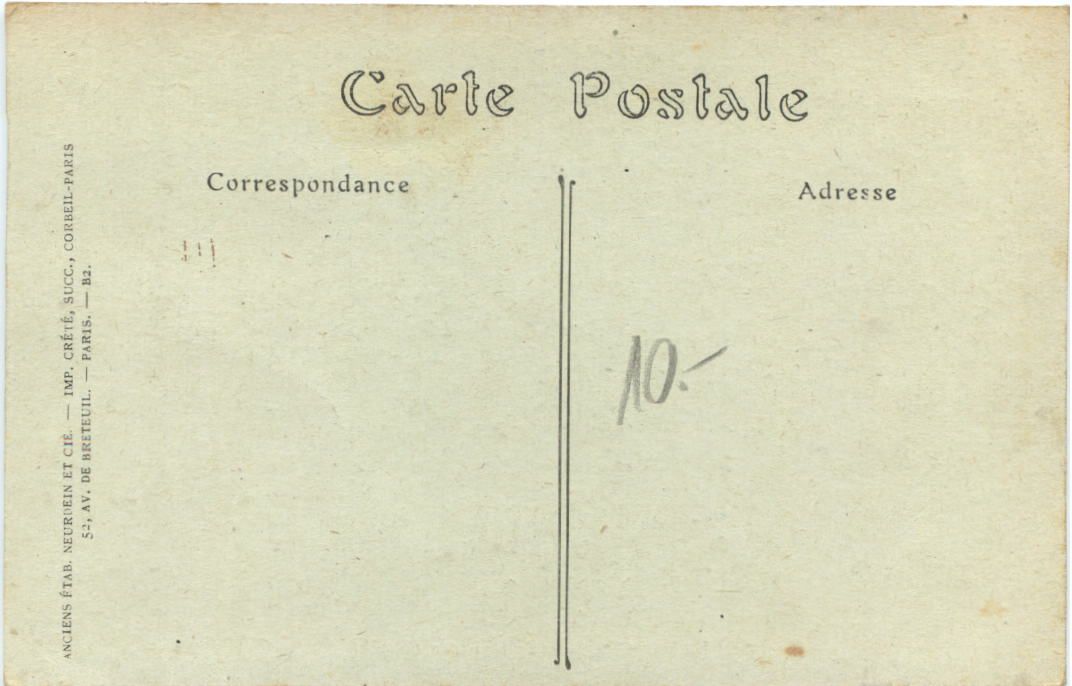 Carte Postale
Correspondance
Adresse
10.-
ANCIENS ÉTAB. NEURDEIN ET CIE. — IMP. CRÉTÉ, SUCC., CORBEIL-PARIS
52, AV. DE BRETEUIL. — PARIS. — B2.